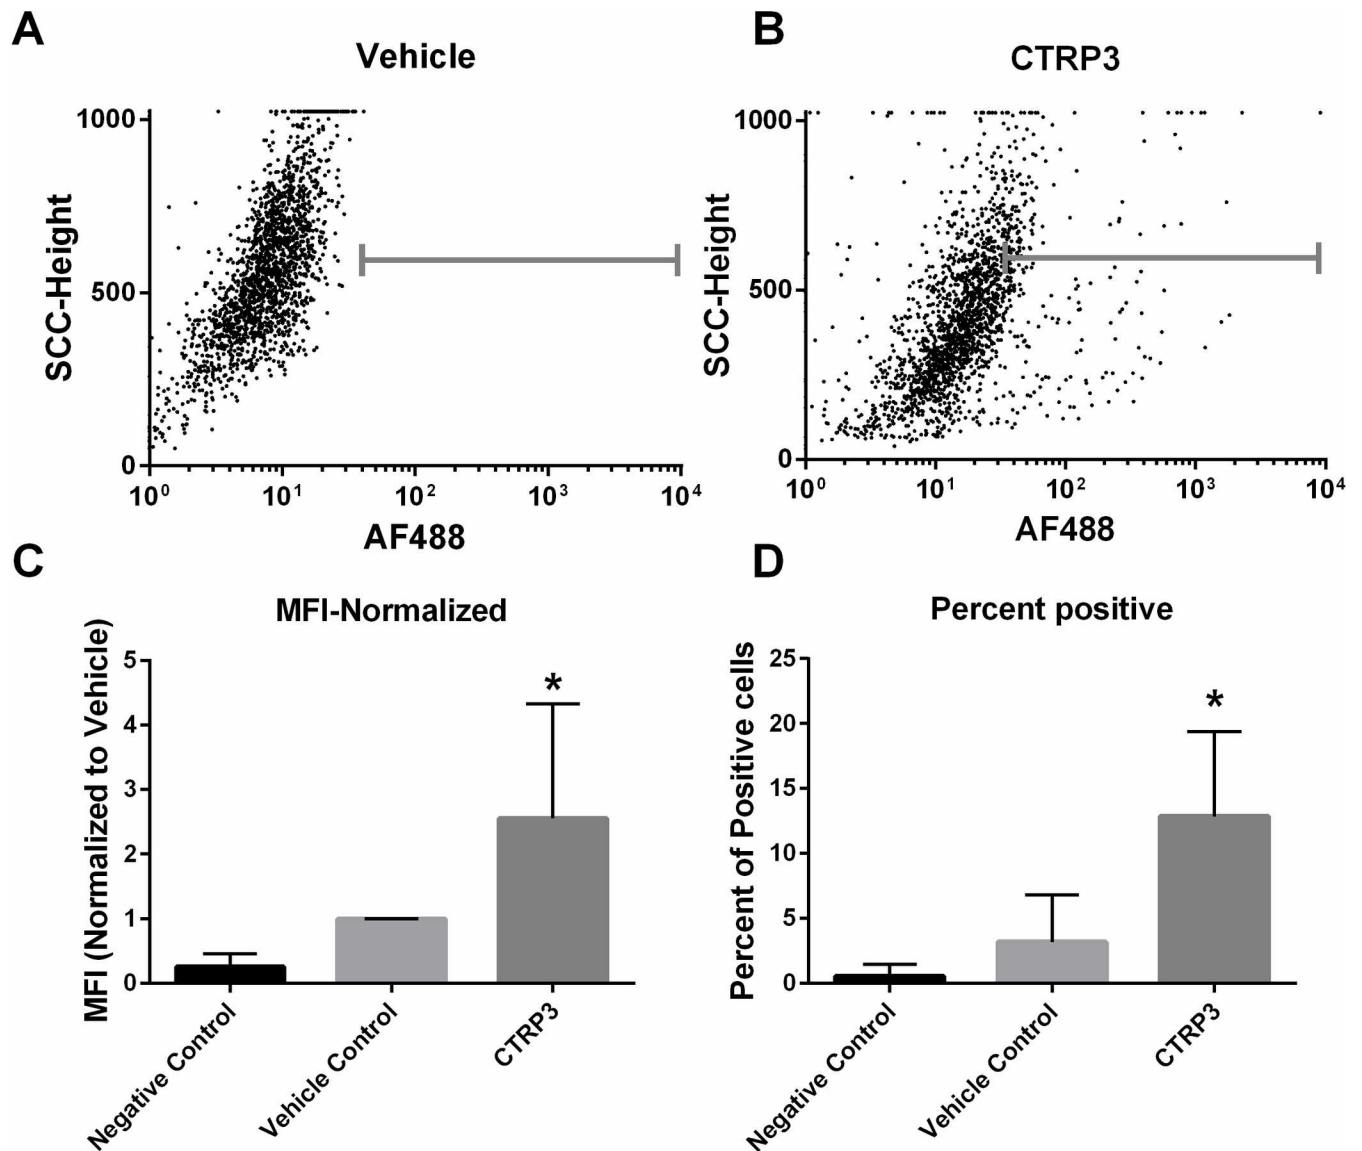 A
Vehicle
SCC-Height
1000
500
0
10⁰ 10¹ 10² 10³ 10⁴
AF488
B
CTRP3
SCC-Height
1000
500
0
10⁰ 10¹ 10² 10³ 10⁴
AF488
C
MFI-Normalized
MFI (Normalized to Vehicle)
5
4
3
2
1
0
*
Negative Control
Vehicle Control
CTRP3
D
Percent positive
Percent of Positive cells
25
20
15
10
5
0
*
Negative Control
Vehicle Control
CTRP3